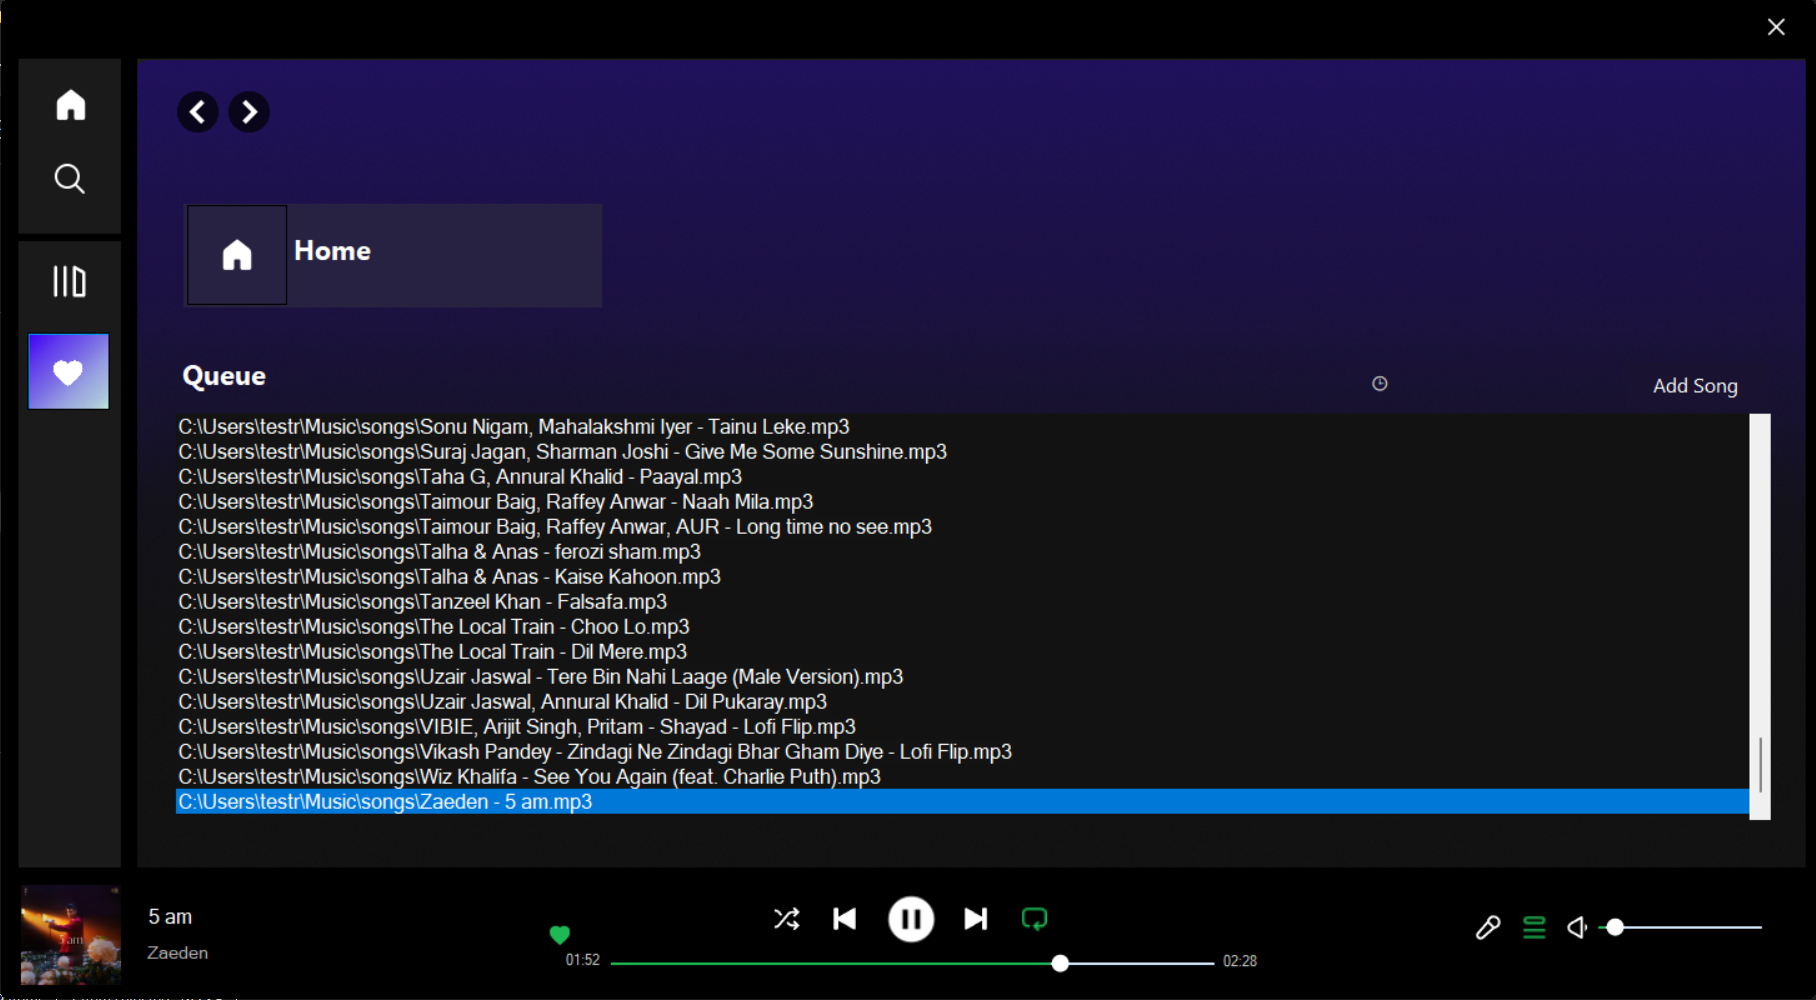 Home
Queue
Add Song
C:\Users\testr\Music\songs\Sonu Nigam, Mahalakshmi Iyer - Tainu Leke.mp3
C:\Users\testr\Music\songs\Suraj Jagan, Sharman Joshi - Give Me Some Sunshine.mp3
C:\Users\testr\Music\songs\Taha G, Annural Khalid - Paayal.mp3
C:\Users\testr\Music\songs\Taimour Baig, Raffey Anwar - Naah Mila.mp3
C:\Users\testr\Music\songs\Taimour Baig, Raffey Anwar, AUR - Long time no see.mp3
C:\Users\testr\Music\songs\Talha & Anas - ferozi sham.mp3
C:\Users\testr\Music\songs\Talha & Anas - Kaise Kahoon.mp3
C:\Users\testr\Music\songs\Tanzeel Khan - Falsafa.mp3
C:\Users\testr\Music\songs\The Local Train - Choo Lo.mp3
C:\Users\testr\Music\songs\The Local Train - Dil Mere.mp3
C:\Users\testr\Music\songs\Uzair Jaswal - Tere Bin Nahi Laage (Male Version).mp3
C:\Users\testr\Music\songs\Uzair Jaswal, Annural Khalid - Dil Pukaray.mp3
C:\Users\testr\Music\songs\VIBIE, Arijit Singh, Pritam - Shayad - Lofi Flip.mp3
C:\Users\testr\Music\songs\Vikash Pandey - Zindagi Ne Zindagi Bhar Gham Diye - Lofi Flip.mp3
C:\Users\testr\Music\songs\Wiz Khalifa - See You Again (feat. Charlie Puth).mp3
C:\Users\testr\Music\songs\Zaeden - 5 am.mp3
5 am
5 am
Zaeden
01:52
02:28